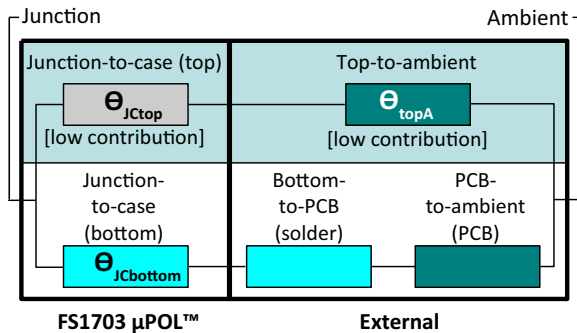 Junction
Ambient
Junction-to-case (top)
Top-to-ambient
ΘJCtop
ΘtopA
[low contribution]
[low contribution]
Junction-
to-case
(bottom)
Bottom-
to-PCB
(solder)
PCB-
to-ambient
(PCB)
ΘJCbottom
FS1703 µPOL™
External